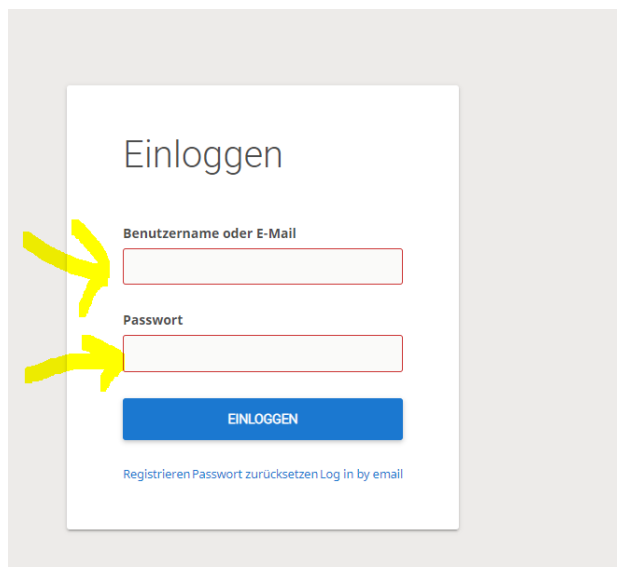 Einloggen
Benutzername oder E-Mail
Passwort
EINLOGGEN
Registrieren Passwort zurücksetzen Log in by email